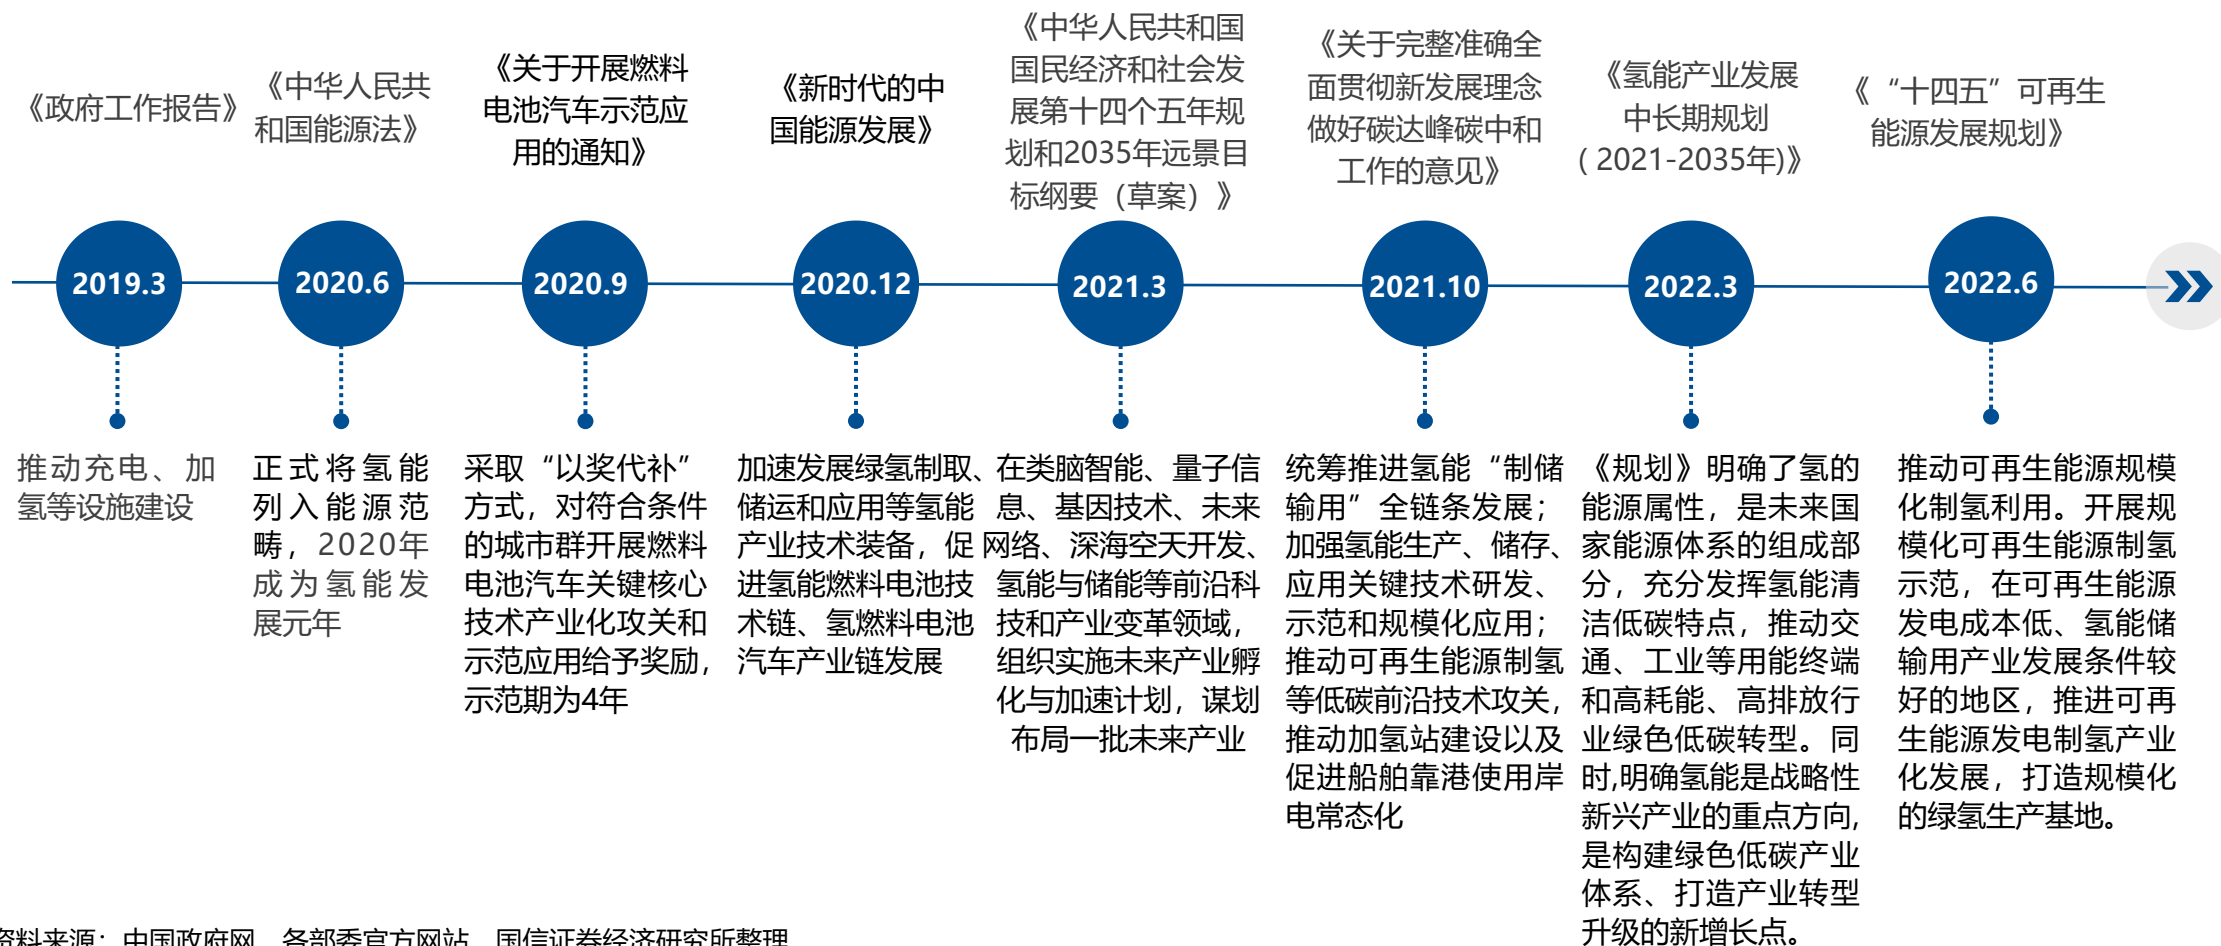 《政府工作报告》
《中华人民共
和国能源法》
《关于开展燃料
电池汽车示范应
用的通知》
《新时代的中
国能源发展》
《中华人民共和国
国民经济和社会发
展第十四个五年规
划和2035年远景目
标纲要（草案）》
《关于完整准确全
面贯彻新发展理念
做好碳达峰碳中和
工作的意见》
《氢能产业发展
中长期规划
( 2021-2035年)》
《“十四五”可再生
能源发展规划》
2019.3
2020.6
2020.9
2020.12
2021.3
2021.10
2022.3
2022.6
推动充电、加
氢等设施建设
正式将氢能
列入能源范
畴，2020年
成为氢能发
展元年
采取“以奖代补”
方式，对符合条件
的城市群开展燃料
电池汽车关键核心
技术产业化攻关和
示范应用给予奖励，
示范期为4年
加速发展绿氢制取、
储运和应用等氢能
产业技术装备，促
进氢能燃料电池技
术链、氢燃料电池
汽车产业链发展
在类脑智能、量子信
息、基因技术、未来
网络、深海空天开发、
氢能与储能等前沿科
技和产业变革领域，
组织实施未来产业孵
化与加速计划，谋划
布局一批未来产业
统筹推进氢能“制储
输用”全链条发展；
加强氢能生产、储存、
应用关键技术研发、
示范和规模化应用；
推动可再生能源制氢
等低碳前沿技术攻关，
推动加氢站建设以及
促进船舶靠港使用岸
电常态化
《规划》明确了氢的
能源属性，是未来国
家能源体系的组成部
分，充分发挥氢能清
洁低碳特点，推动交
通、工业等用能终端
和高耗能、高排放行
业绿色低碳转型。同
时,明确氢能是战略性
新兴产业的重点方向,
是构建绿色低碳产业
体系、打造产业转型
升级的新增长点。
推动可再生能源规模
化制氢利用。开展规
模化可再生能源制氢
示范，在可再生能源
发电成本低、氢能储
输用产业发展条件较
好的地区，推进可再
生能源发电制氢产业
化发展，打造规模化
的绿氢生产基地。
资料来源：中国政府网，各部委官方网站，国信证券经济研究所整理